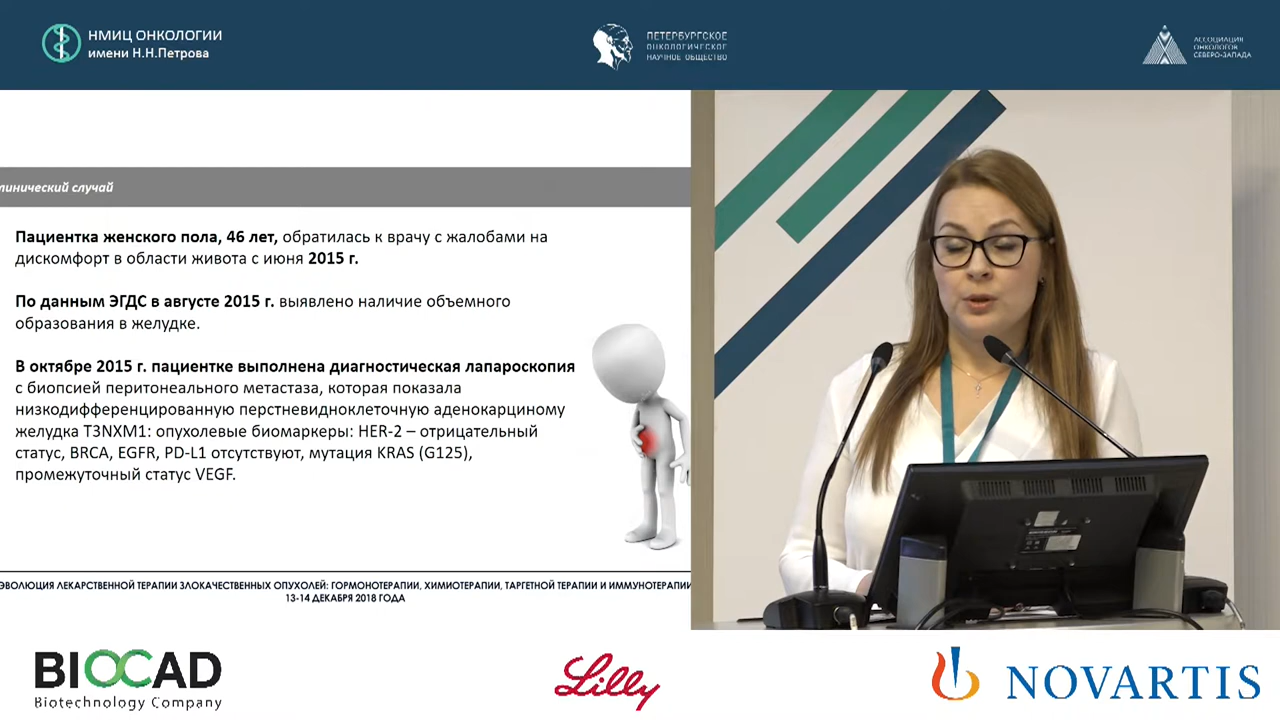 НМИЦ ОНКОЛОГИИ
имени Н.Н.Петрова
ПЕТЕРБУРГСКОЕ
ОНКОЛОГИЧЕСКОЕ
НАУЧНОЕ ОБЩЕСТВО
АССОЦИАЦИЯ
ОНКОЛОГОВ
СЕВЕРО-ЗАПАДА
линический случай
Пациентка женского пола, 46 лет, обратилась к врачу с жалобами на
дискомфорт в области живота с июня 2015 г.
По данным ЭГДС в августе 2015 г. выявлено наличие объемного
образования в желудке.
В октябре 2015 г. пациентке выполнена диагностическая лапароскопия
с биопсией перитонеального метастаза, которая показала
низкодифференцированную перстневидноклеточную аденокарциному
желудка T3NXM1: опухолевые биомаркеры: HER-2 – отрицательный
статус, BRCA, EGFR, PD-L1 отсутствуют, мутация KRAS (G125),
промежуточный статус VEGF.
ЭВОЛЮЦИЯ ЛЕКАРСТВЕННОЙ ТЕРАПИИ ЗЛОКАЧЕСТВЕННЫХ ОПУХОЛЕЙ: ГОРМОНОТЕРАПИИ, ХИМИОТЕРАПИИ, ТАРГЕТНОЙ ТЕРАПИИ И ИММУНОТЕРАПИИ
13-14 ДЕКАБРЯ 2018 ГОДА
BIOCAD
Biotechnology Company
Lilly
NOVARTIS